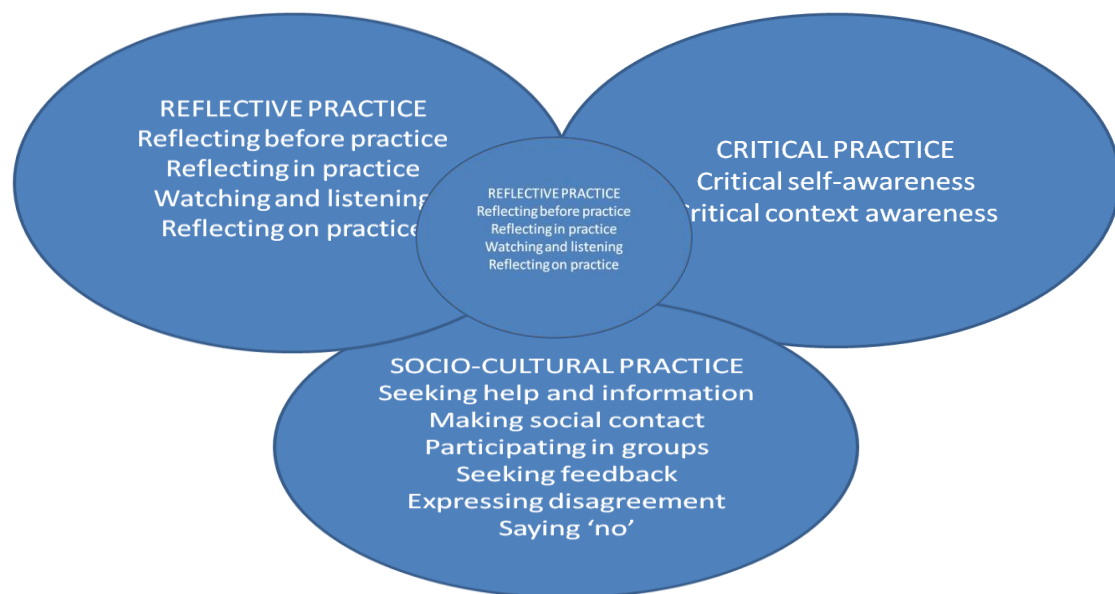 REFLECTIVE PRACTICE
Reflecting before practice
Reflecting in practice
Watching and listening
Reflecting on practice
REFLECTIVE PRACTICE
Reflecting before practice
Reflecting in practice
Watching and listening
Reflecting on practice
CRITICAL PRACTICE
Critical self-awareness
Critical context awareness
SOCIO-CULTURAL PRACTICE
Seeking help and information
Making social contact
Participating in groups
Seeking feedback
Expressing disagreement
Saying ‘no’